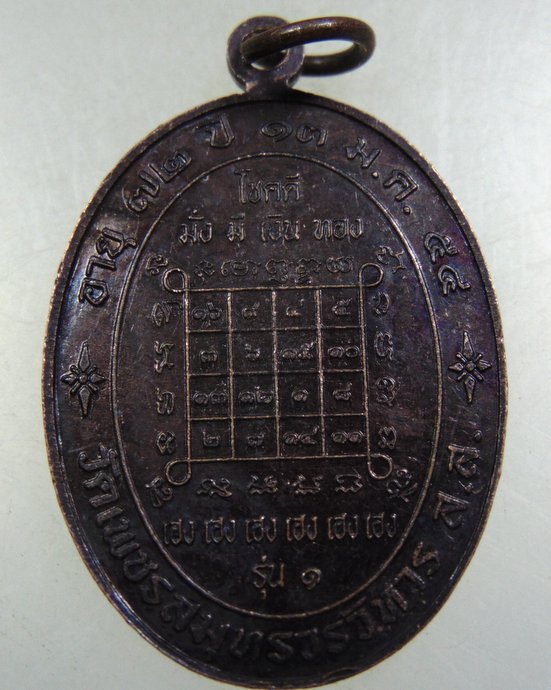 อายุ ๗๒ ปี ๑๓ ม.ค. ๕๔
โชคดี
มั่ง มี เงิน ทอง
๑๖ ๙ ๔ ๕
๓ ๖ ๑๕ ๑๐
๑๓ ๑๒ ๑ ๘
๒ ๗ ๑๔ ๑๑
เฮง เฮง เฮง เฮง เฮง เฮง
รุ่น ๑
วัดเพชรสมุทรวรวิหาร ส.ส.